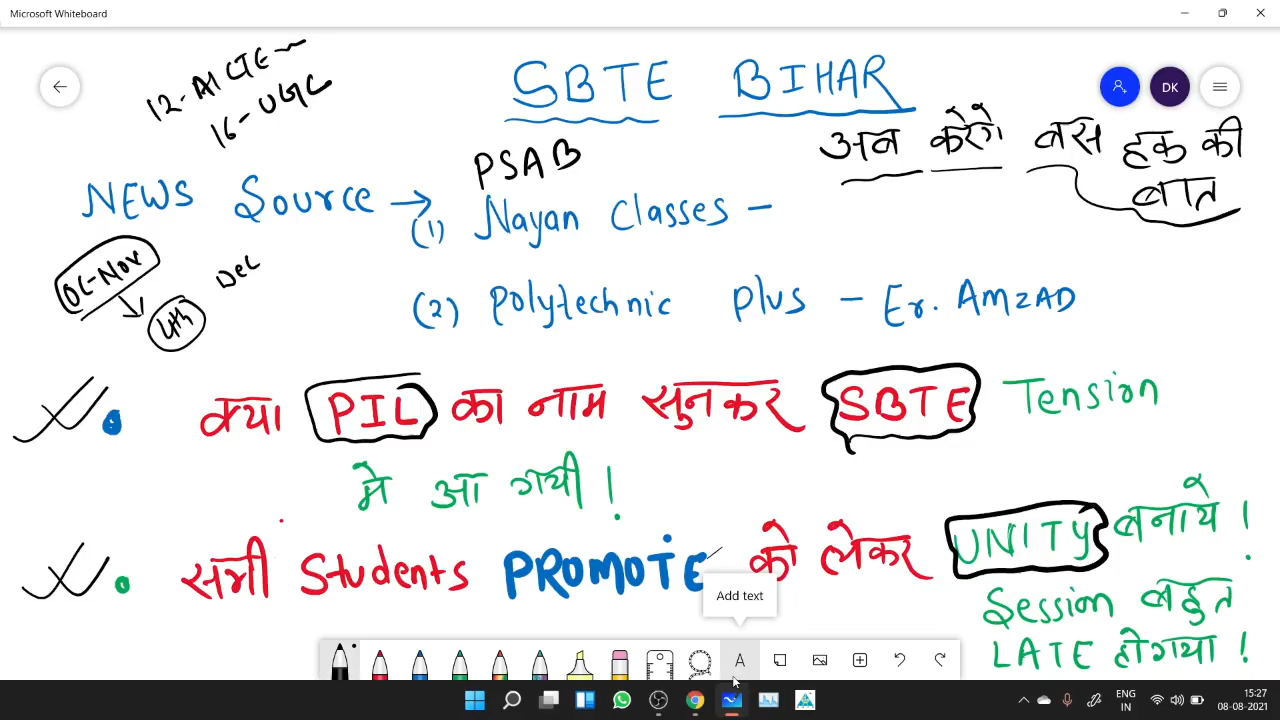 Microsoft Whiteboard
12-AICTE
16-UGC
SBTE BIHAR
DK
अब करेगे बस हक की
बात
PSAB
NEWS Source →
(1) Nayan Classes -
Oct-Nov
Dec
4th
(2) Polytechnic Plus - Er. AMZAD
क्या PIL का नाम सुनकर SBTE Tension
मे आ गयी !
सभी Students PROMOTE को लेकर UNITY बनाये !
Add text
Session बहुत
LATE हो गया !
A
ENG
IN
15:27
08-08-2021